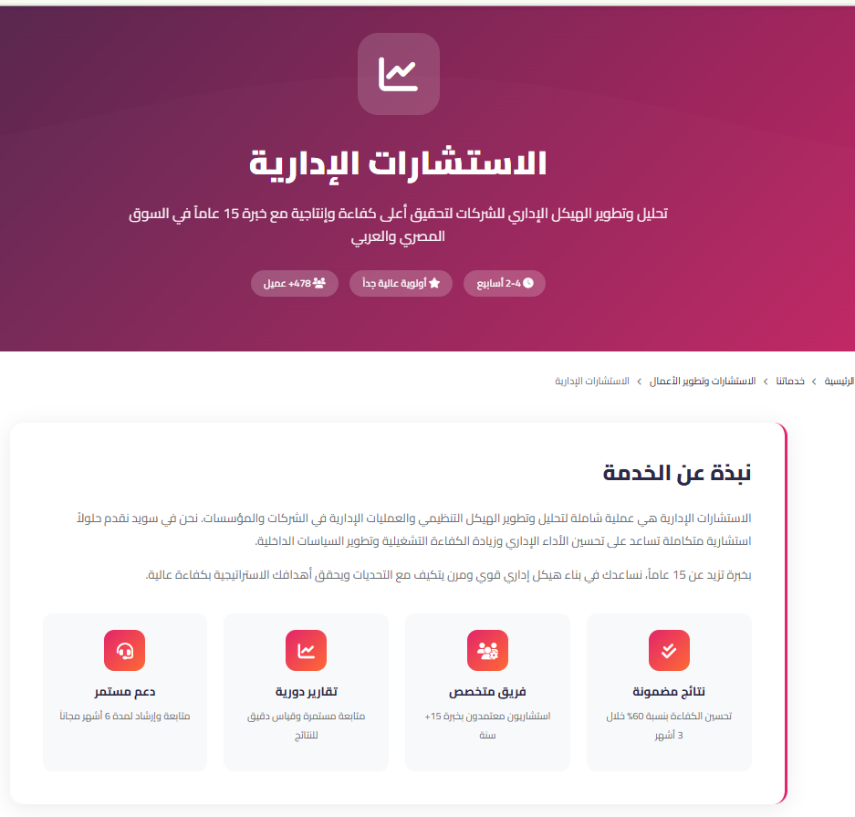 الاستشارات الإدارية
تحليل وتطوير الهيكل الإداري للشركات لتحقيق أعلى كفاءة وإنتاجية مع خبرة 15 عاماً في السوق
المصري والعربي
2-4 أسابيع
أولوية عالية جداً
478+ عميل
الرئيسية › خدماتنا › الاستشارات وتطوير الأعمال › الاستشارات الإدارية
نبذة عن الخدمة
الاستشارات الإدارية هي عملية شاملة لتحليل وتطوير الهيكل التنظيمي والعمليات الإدارية في الشركات والمؤسسات. نحن في سويد نقدم حلولاً
استشارية متكاملة تساعد على تحسين الأداء الإداري وزيادة الكفاءة التشغيلية وتطوير السياسات الداخلية.
بخبرة تزيد عن 15 عاماً، نساعدك في بناء هيكل إداري قوي ومرن يتكيف مع التحديات ويحقق أهدافك الاستراتيجية بكفاءة عالية.
نتائج مضمونة
تحسين الكفاءة بنسبة 60% خلال
3 أشهر
فريق متخصص
استشاريون معتمدون بخبرة 15+
سنة
تقارير دورية
متابعة مستمرة وقياس دقيق
للنتائج
دعم مستمر
متابعة وإرشاد لمدة 6 أشهر مجاناً